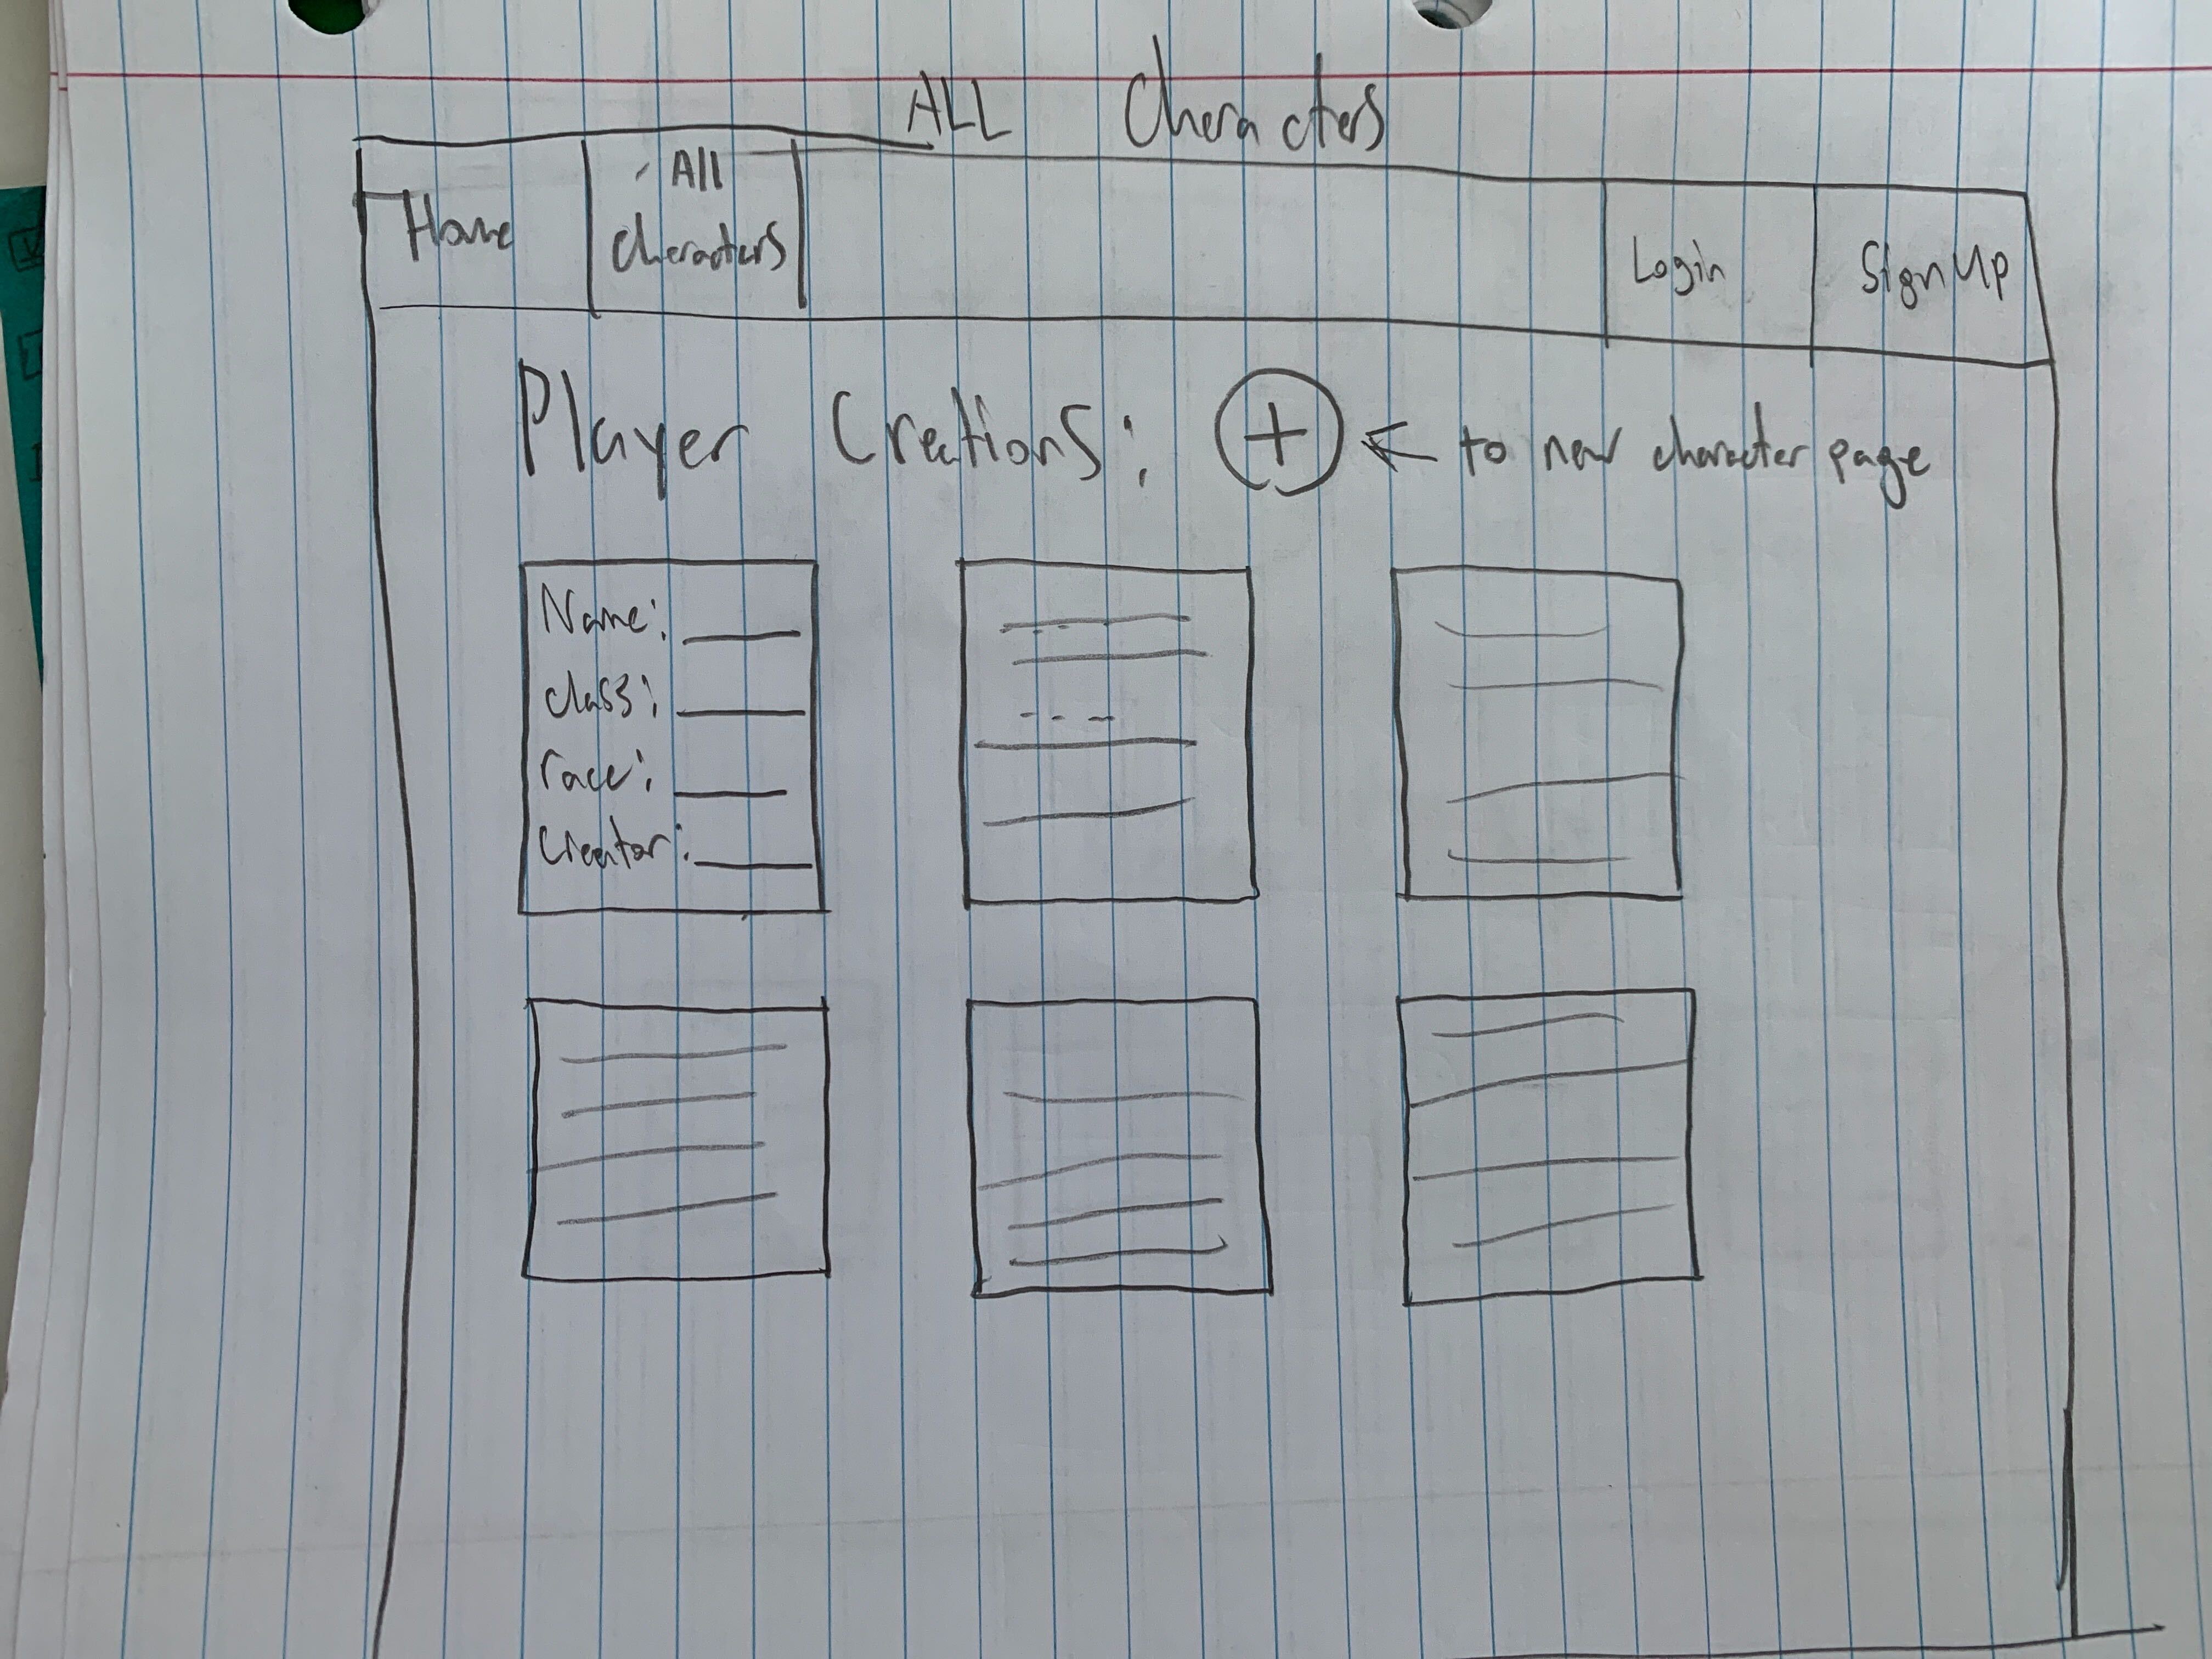 ALL Characters
Home
All
Characters
Login
SignUp
Player Creations: + ← to new character page
Name:
class:
race:
Creator: